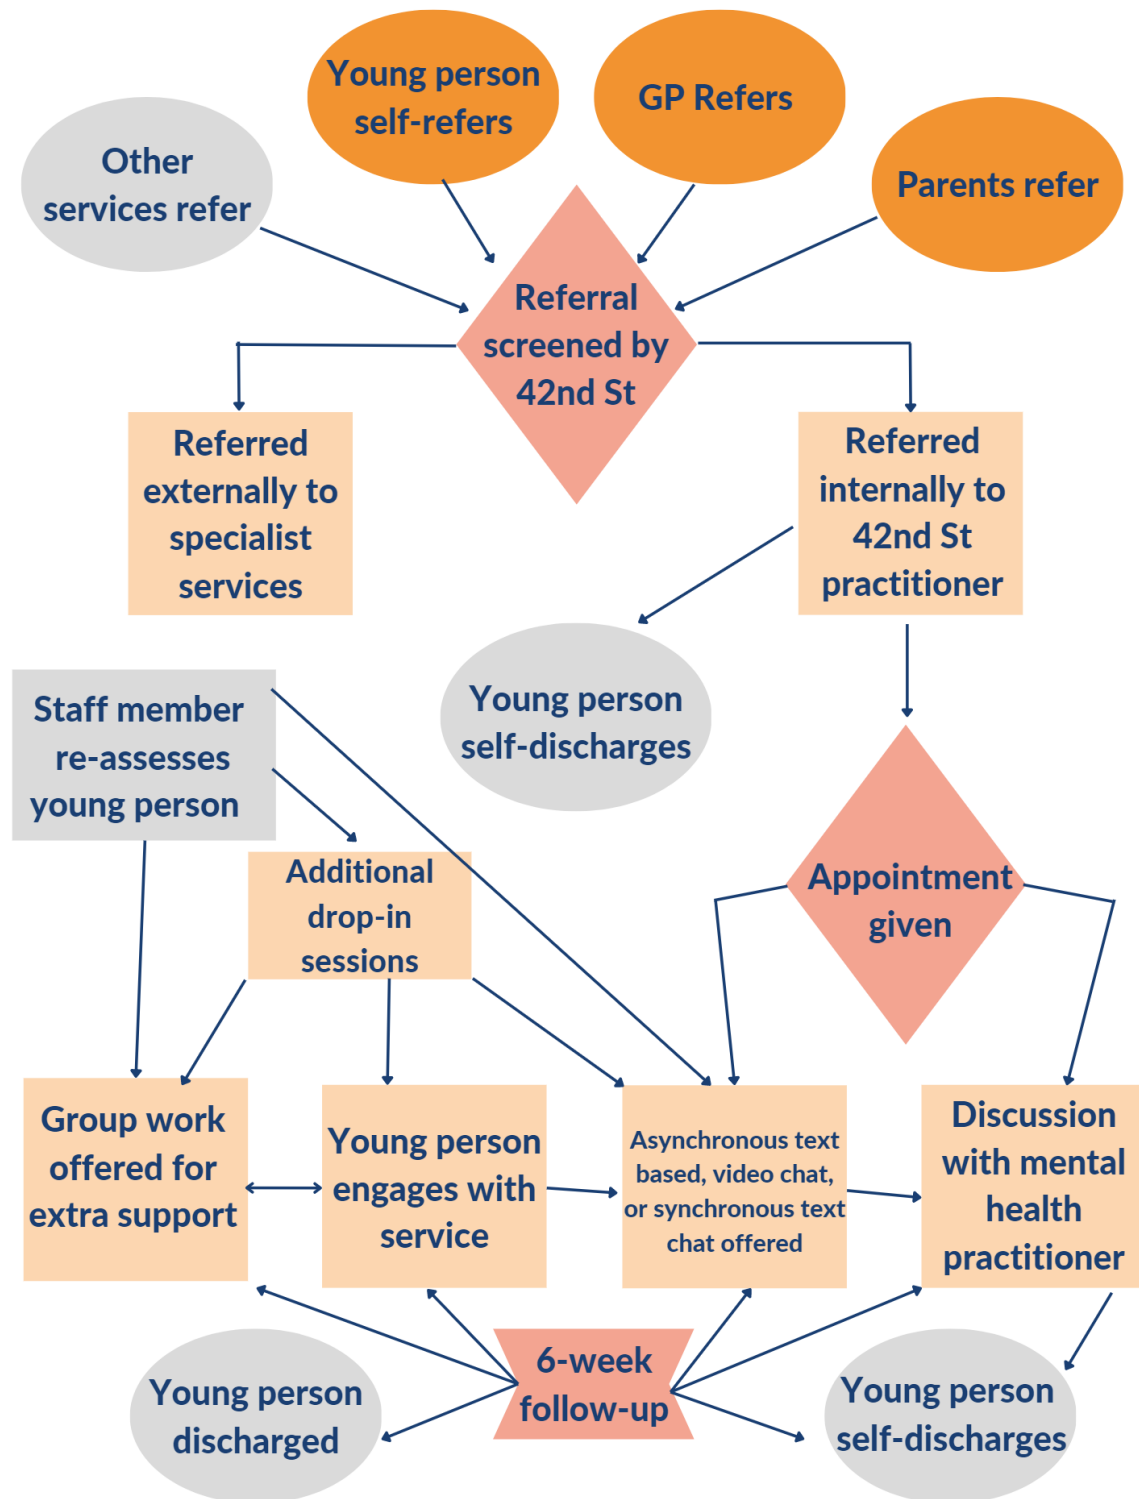 Young person
self-refers
GP Refers
Other
services refer
Parents refer
Referral
screened by
42nd St
Referred
externally to
specialist
services
Referred
internally to
42nd St
practitioner
Young person
self-discharges
Staff member
re-assesses
young person
Additional
drop-in
sessions
Appointment
given
Group work
offered for
extra support
Young person
engages with
service
Asynchronous text
based, video chat,
or synchronous text
chat offered
Discussion
with mental
health
practitioner
6-week
follow-up
Young person
discharged
Young person
self-discharges